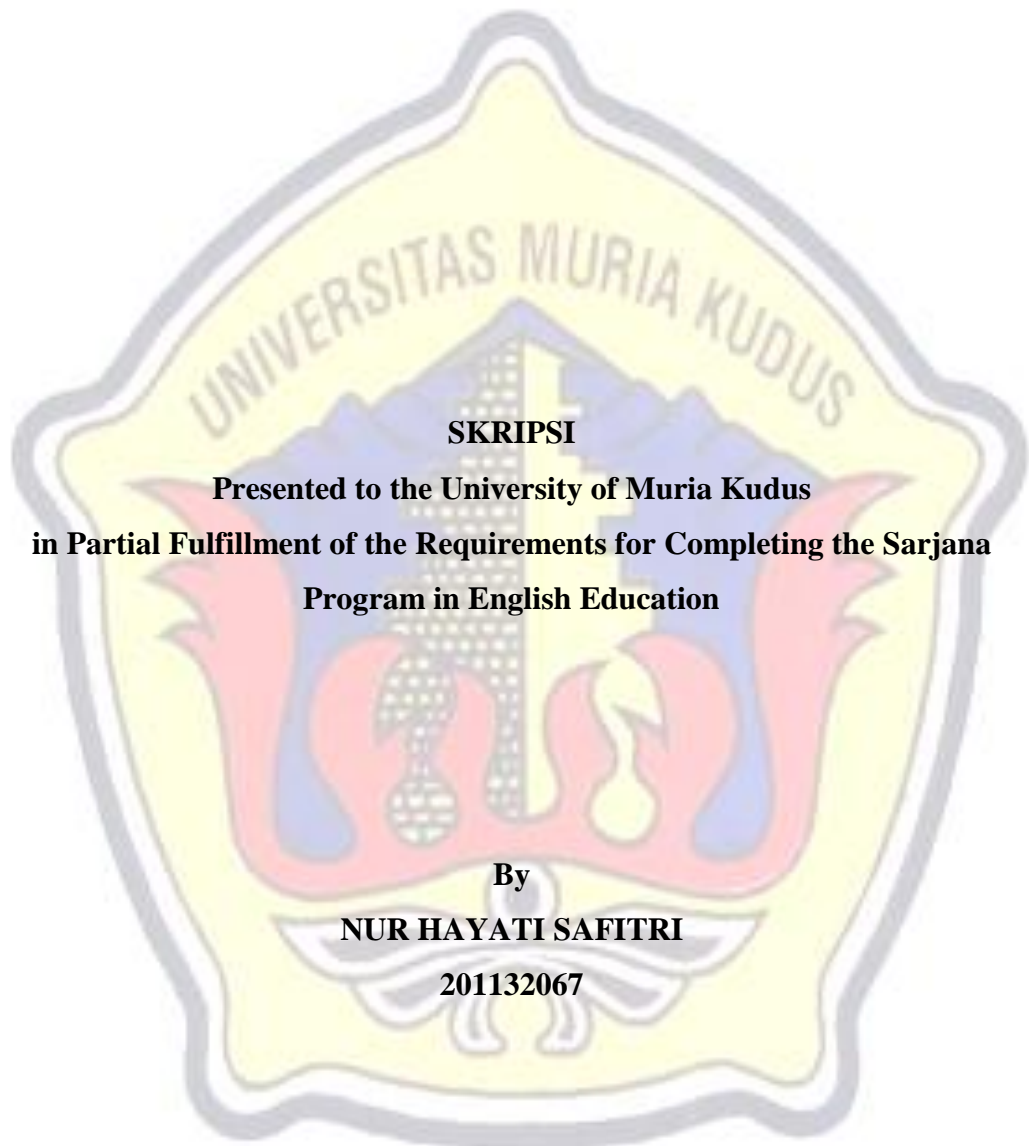 UNIVERSITAS MURIA KUDUS
SKRIPSI
Presented to the University of Muria Kudus
in Partial Fulfillment of the Requirements for Completing the Sarjana
Program in English Education
By
NUR HAYATI SAFITRI
201132067